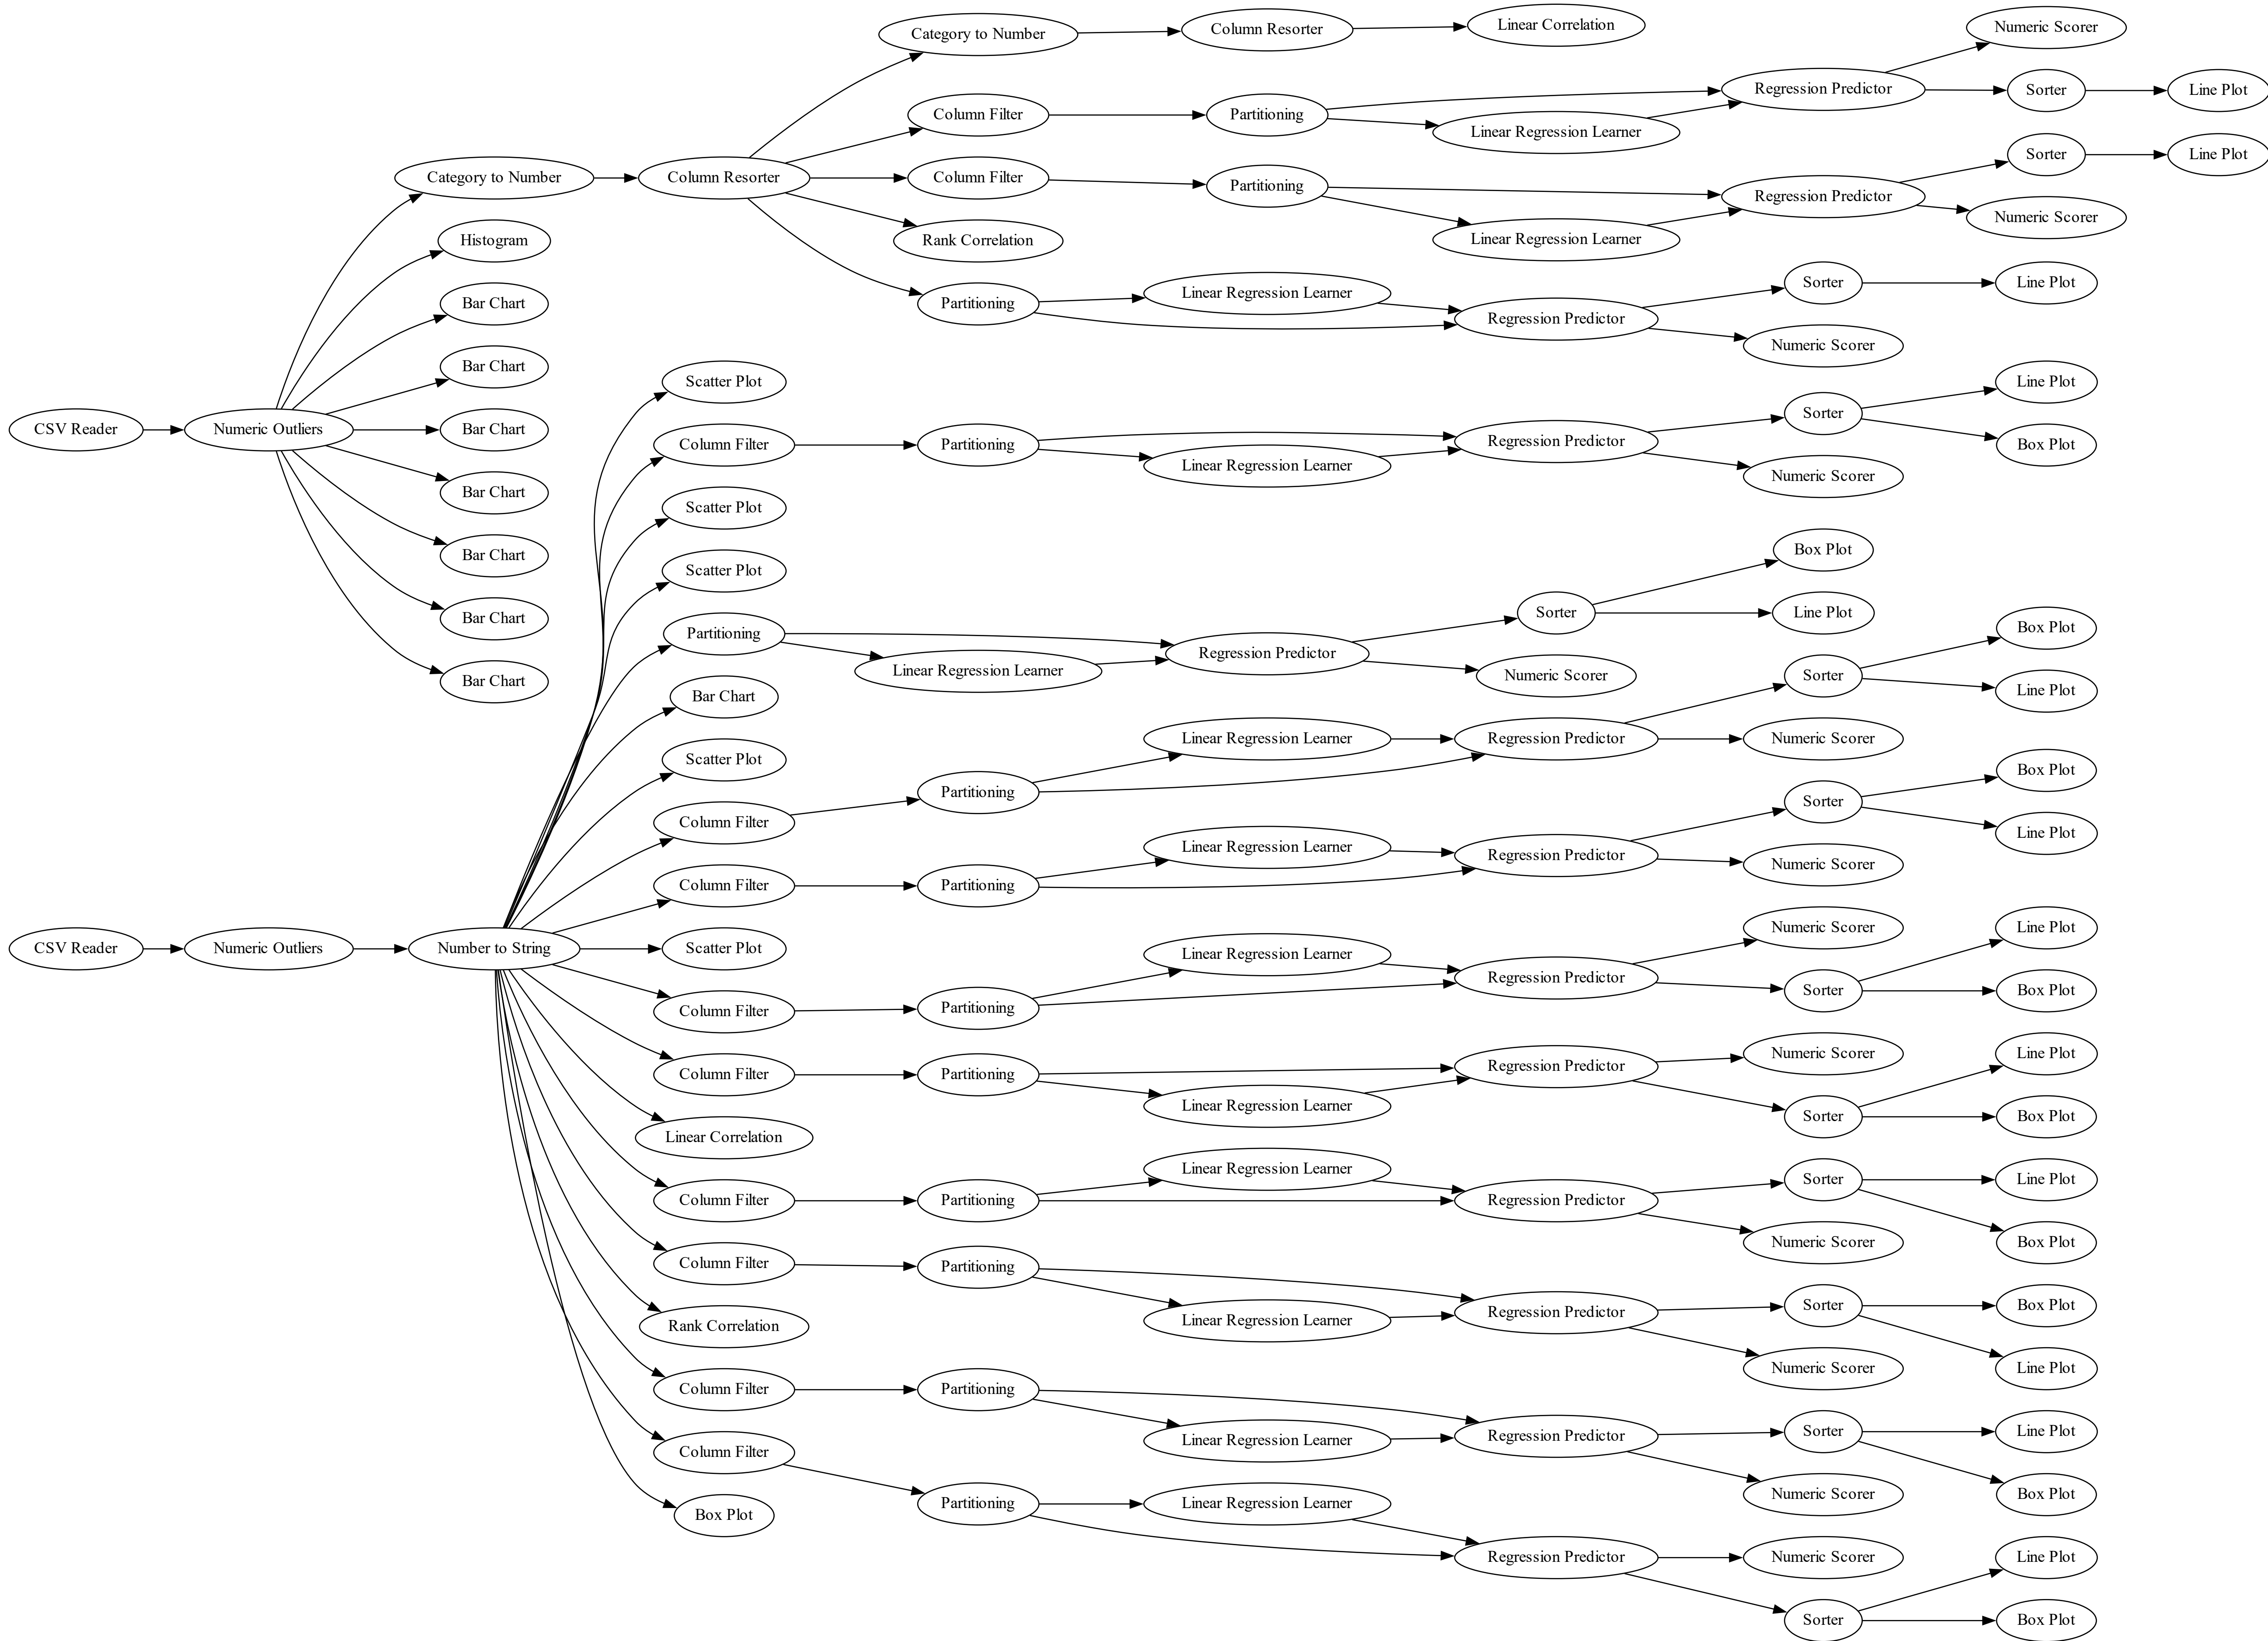 Category to Number
Column Resorter
Linear Correlation
Numeric Scorer
Column Filter
Partitioning
Linear Regression Learner
Regression Predictor
Sorter
Line Plot
Category to Number
Column Resorter
Column Filter
Partitioning
Linear Regression Learner
Regression Predictor
Sorter
Line Plot
Numeric Scorer
Histogram
Rank Correlation
Bar Chart
Partitioning
Linear Regression Learner
Regression Predictor
Sorter
Line Plot
Numeric Scorer
Bar Chart
Scatter Plot
CSV Reader
Numeric Outliers
Bar Chart
Column Filter
Partitioning
Linear Regression Learner
Regression Predictor
Sorter
Line Plot
Box Plot
Numeric Scorer
Bar Chart
Scatter Plot
Bar Chart
Scatter Plot
Bar Chart
Partitioning
Linear Regression Learner
Regression Predictor
Sorter
Box Plot
Line Plot
Numeric Scorer
Bar Chart
Bar Chart
Scatter Plot
Column Filter
Partitioning
Linear Regression Learner
Regression Predictor
Sorter
Box Plot
Line Plot
Numeric Scorer
Column Filter
Partitioning
Linear Regression Learner
Regression Predictor
Sorter
Box Plot
Line Plot
Numeric Scorer
CSV Reader
Numeric Outliers
Number to String
Scatter Plot
Column Filter
Partitioning
Linear Regression Learner
Regression Predictor
Numeric Scorer
Sorter
Line Plot
Box Plot
Column Filter
Partitioning
Linear Regression Learner
Regression Predictor
Numeric Scorer
Sorter
Line Plot
Box Plot
Linear Correlation
Column Filter
Partitioning
Linear Regression Learner
Regression Predictor
Sorter
Line Plot
Box Plot
Numeric Scorer
Column Filter
Partitioning
Linear Regression Learner
Regression Predictor
Sorter
Box Plot
Line Plot
Numeric Scorer
Rank Correlation
Column Filter
Partitioning
Linear Regression Learner
Regression Predictor
Sorter
Line Plot
Box Plot
Numeric Scorer
Column Filter
Partitioning
Linear Regression Learner
Regression Predictor
Numeric Scorer
Sorter
Line Plot
Box Plot
Box Plot